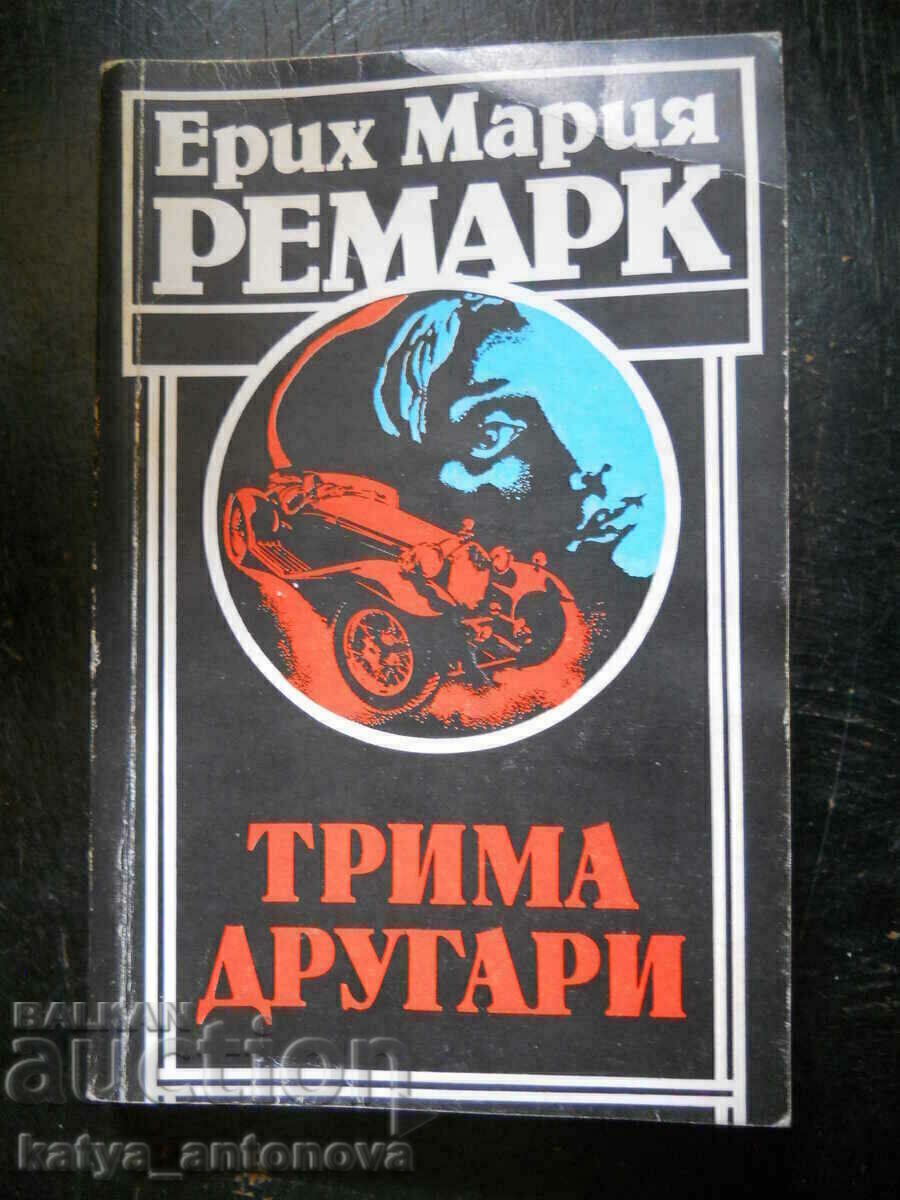 Ерих Мария
РЕМАРК
ТРИМА
ДРУГАРИ
BALKAN
auction
katya_antonova